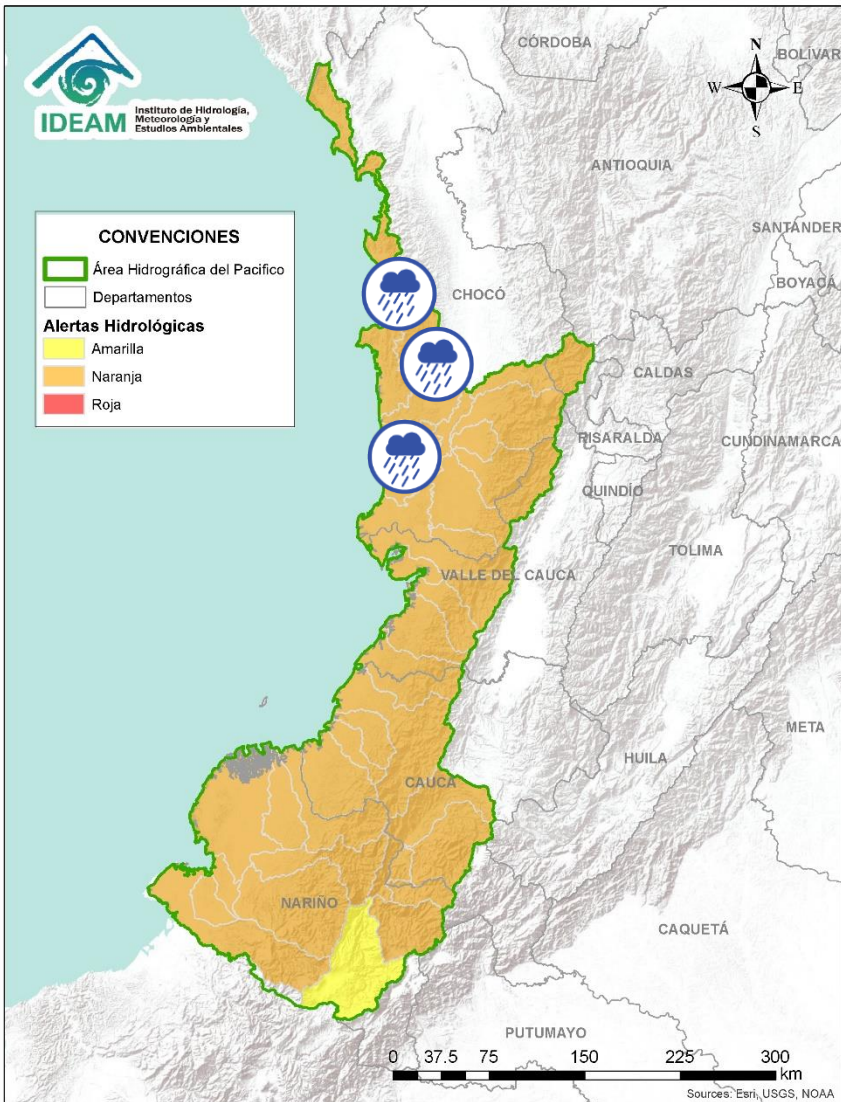 IDEAM
Instituto de Hidrología,
Meteorología y
Estudios Ambientales
CÓRDOBA
BOLÍVAR
N
W
E
S
ANTIOQUIA
SANTANDER
BOYACÁ
CONVENCIONES
Área Hidrográfica del Pacifico
Departamentos
Alertas Hidrológicas
Amarilla
Naranja
Roja
CHOCÓ
CALDAS
RISARALDA
CUNDINAMARCA
QUINDÍO
TOLIMA
VALLE DEL CAUCA
META
HUILA
CAUCA
NARIÑO
CAQUETÁ
PUTUMAYO
0 37.5 75 150 225 300
km
Sources: Esri, USGS, NOAA